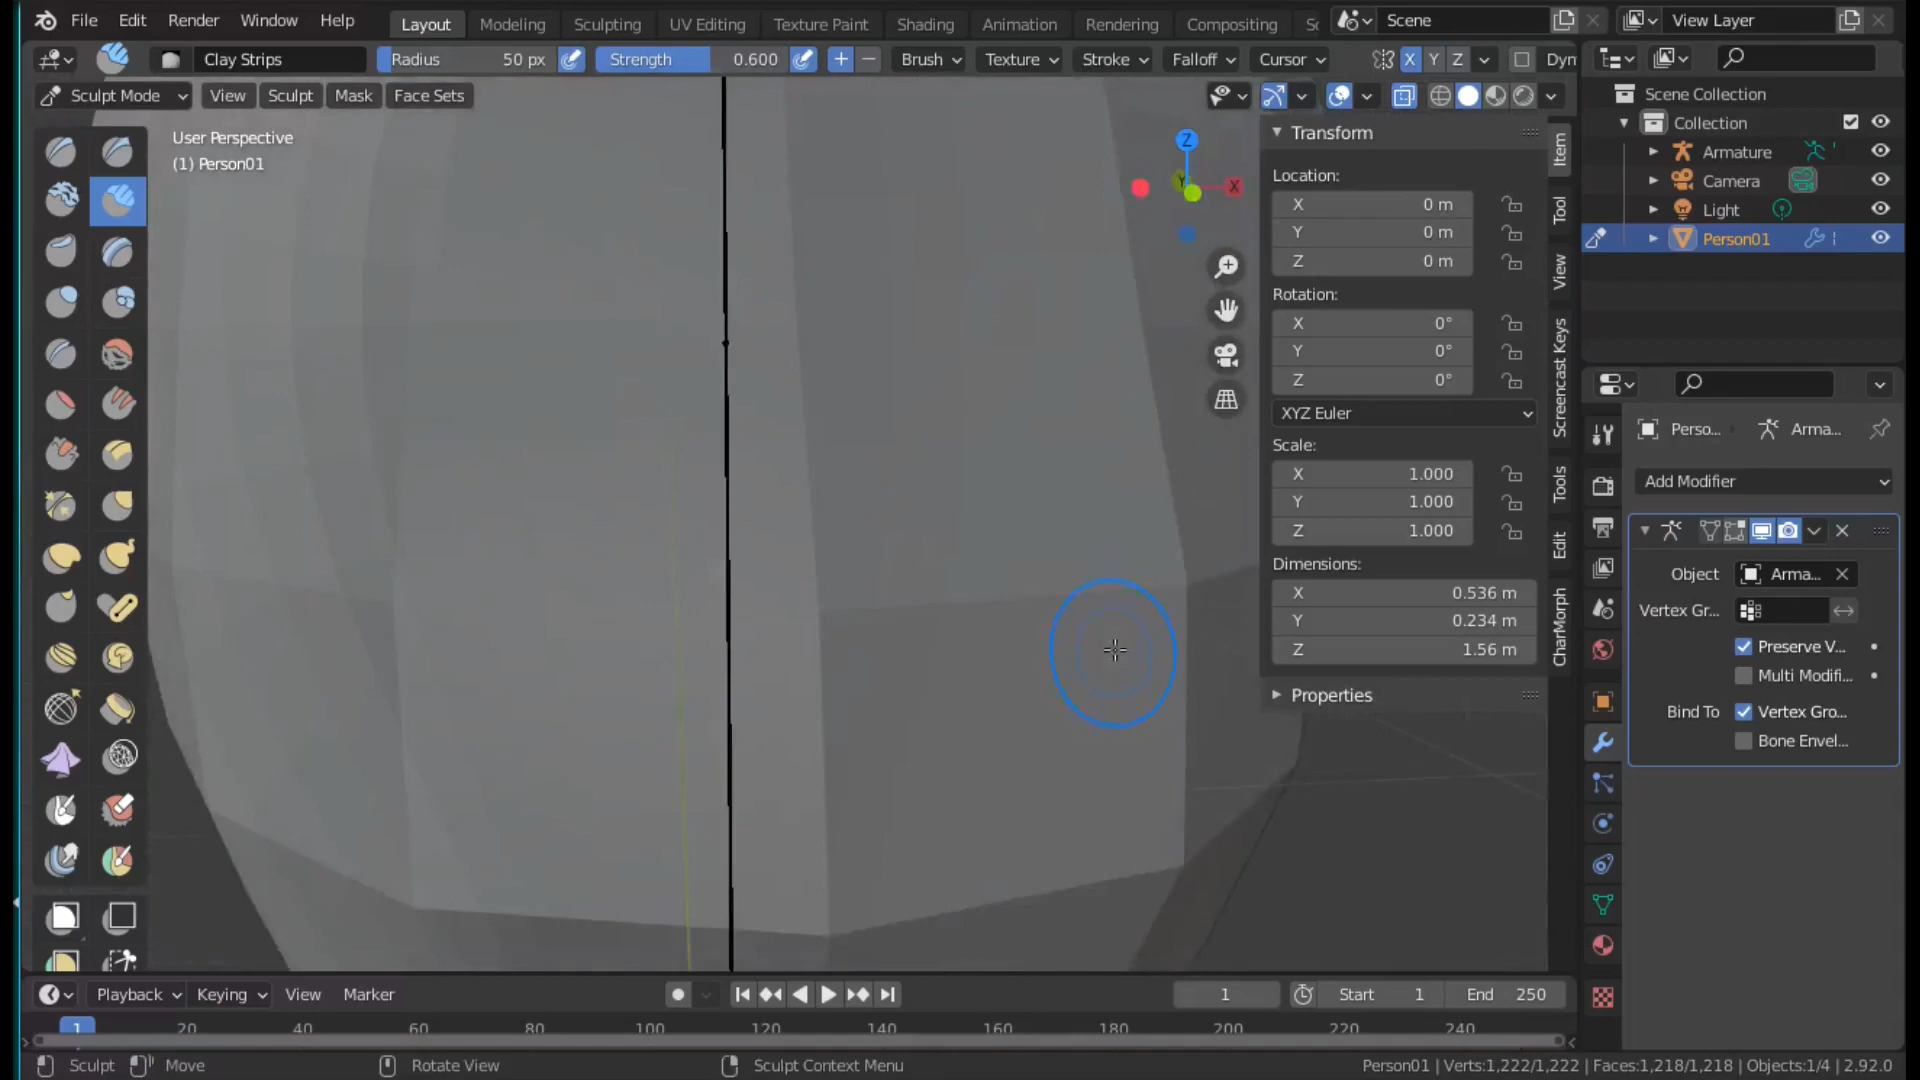 File Edit Render Window Help Layout Modeling Sculpting UV Editing Texture Paint Shading Animation Rendering Compositing Sc Scene View Layer
Clay Strips Radius 50 px Strength 0.600 Brush Texture Stroke Falloff Cursor X Y Z Dyn
Sculpt Mode View Sculpt Mask Face Sets
User Perspective
(1) Person01
Z
Y
X
Transform
Location:
X 0 m
Y 0 m
Z 0 m
Rotation:
X 0°
Y 0°
Z 0°
XYZ Euler
Scale:
X 1.000
Y 1.000
Z 1.000
Dimensions:
X 0.536 m
Y 0.234 m
Z 1.56 m
Properties
Item
Tool
View
Screencast Keys
Tools
Edit
CharMorph
Scene Collection
Collection
Armature
Camera
Light
Person01
Perso... Arma...
Add Modifier
Object Arma...
Vertex Gr...
Preserve V...
Multi Modifi...
Bind To Vertex Gro...
Bone Envel...
Playback Keying View Marker 1 Start 1 End 250
1 20 40 60 80 100 120 140 160 180 200 220 240
Sculpt Move Rotate View Sculpt Context Menu Person01 | Verts:1,222/1,222 | Faces:1,218/1,218 | Objects:1/4 | 2.92.0